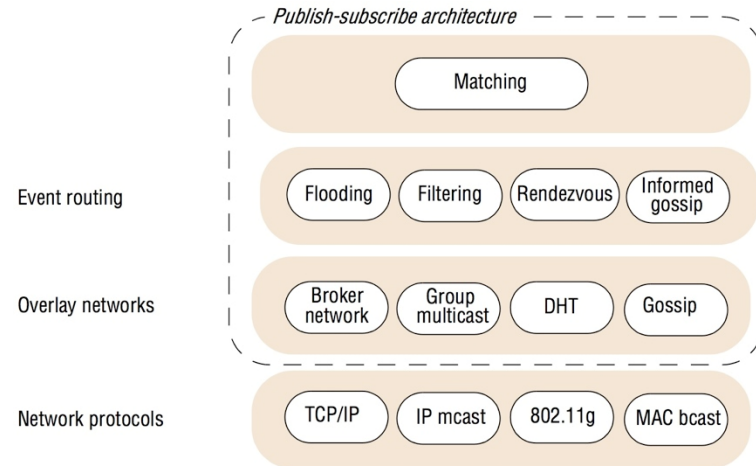 Publish-subscribe architecture
Matching
Event routing
Flooding
Filtering
Rendezvous
Informed
gossip
Overlay networks
Broker
network
Group
multicast
DHT
Gossip
Network protocols
TCP/IP
IP mcast
802.11g
MAC bcast